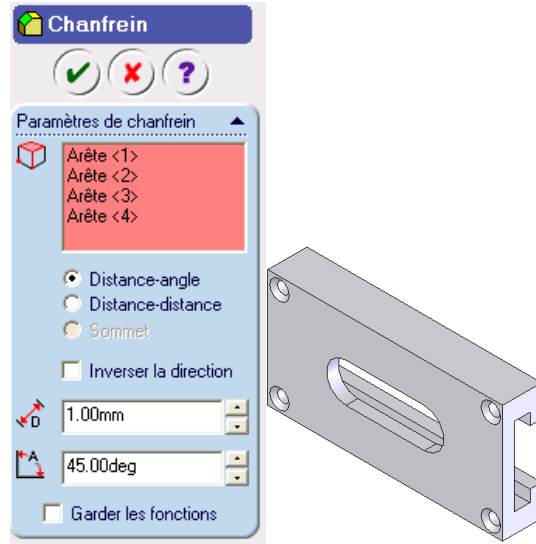 Chanfrein
?
Paramètres de chanfrein
Arête <1>
Arête <2>
Arête <3>
Arête <4>
Distance-angle
Distance-distance
Sommet
Inverser la direction
D
1.00mm
A
45.00deg
Garder les fonctions